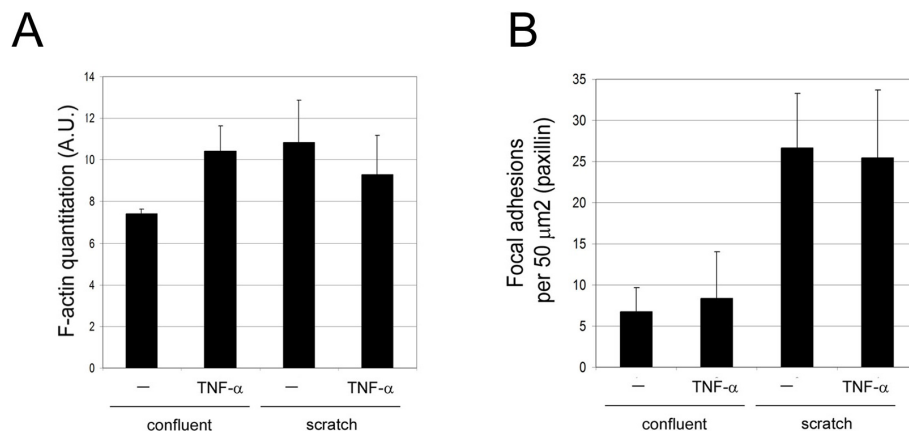 A
F-actin quantitation (A.U.)
14
12
10
8
6
4
2
0
– TNF-α – TNF-α
confluent scratch
B
Focal adhesions
per 50 μm2 (paxillin)
35
30
25
20
15
10
5
0
– TNF-α – TNF-α
confluent scratch